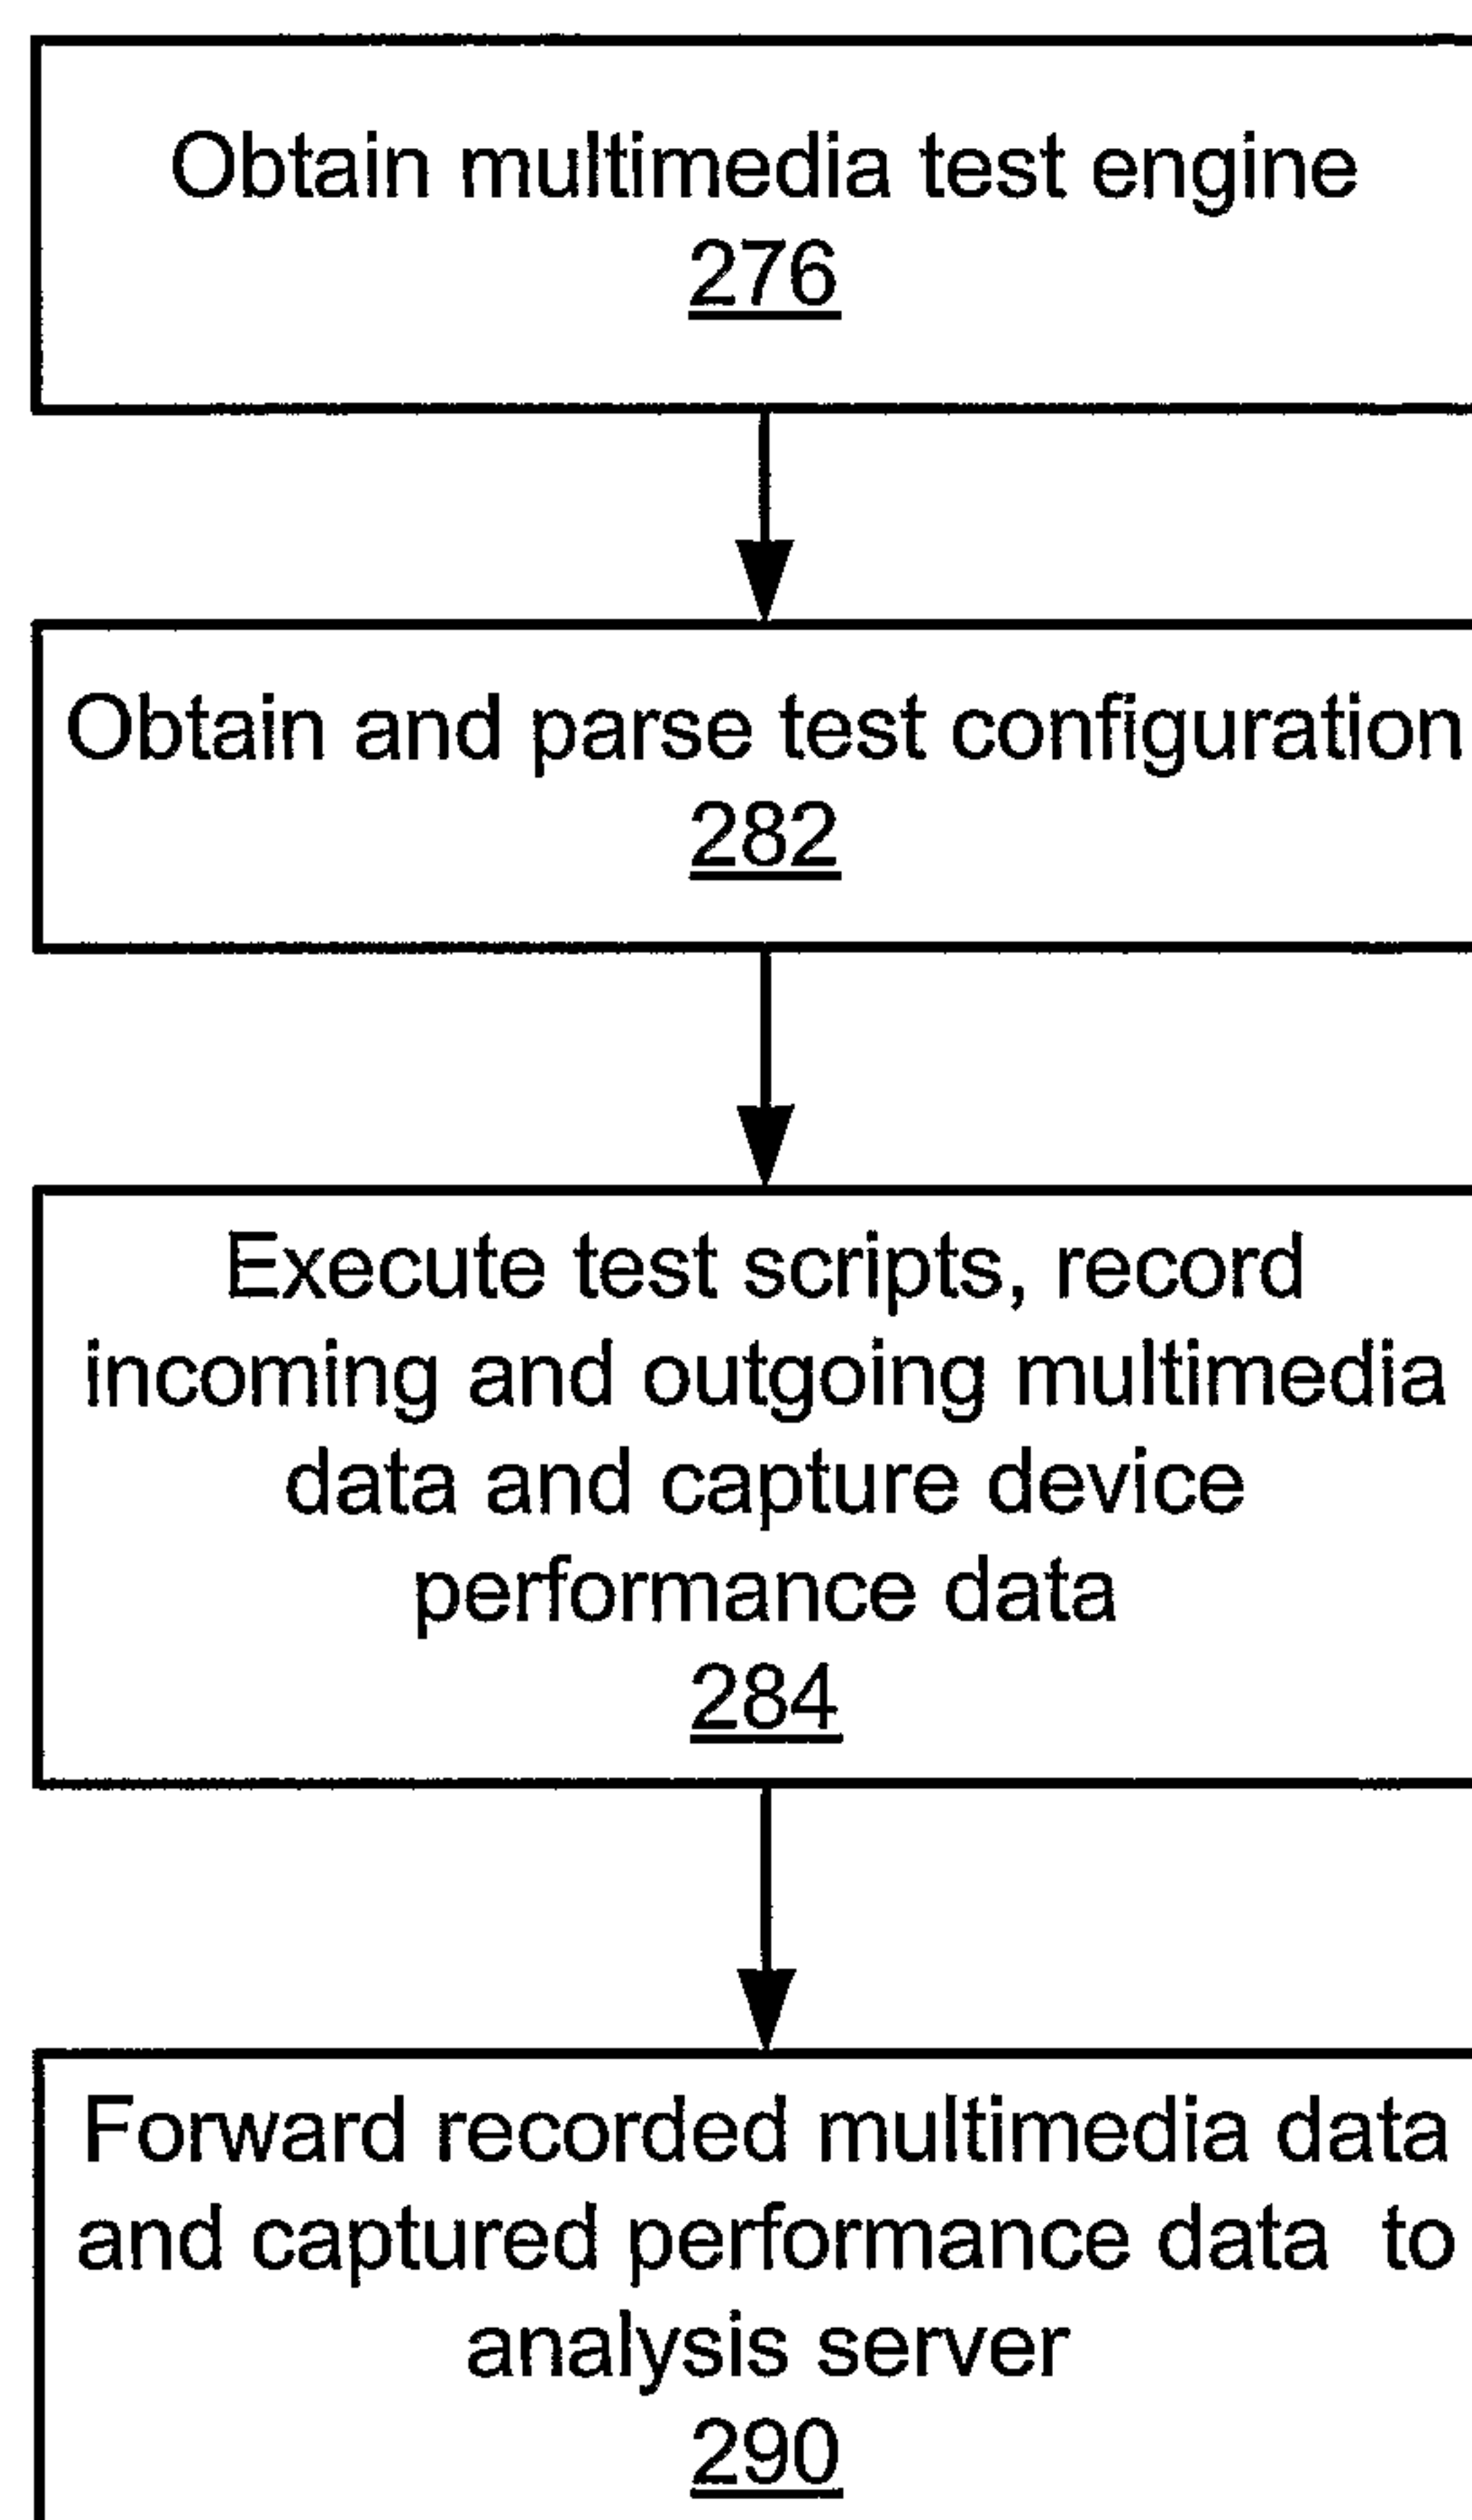 Obtain multimedia test engine
276
Obtain and parse test configuration
282
Execute test scripts, record
incoming and outgoing multimedia
data and capture device
performance data
284
Forward recorded multimedia data
and captured performance data to
analysis server
290